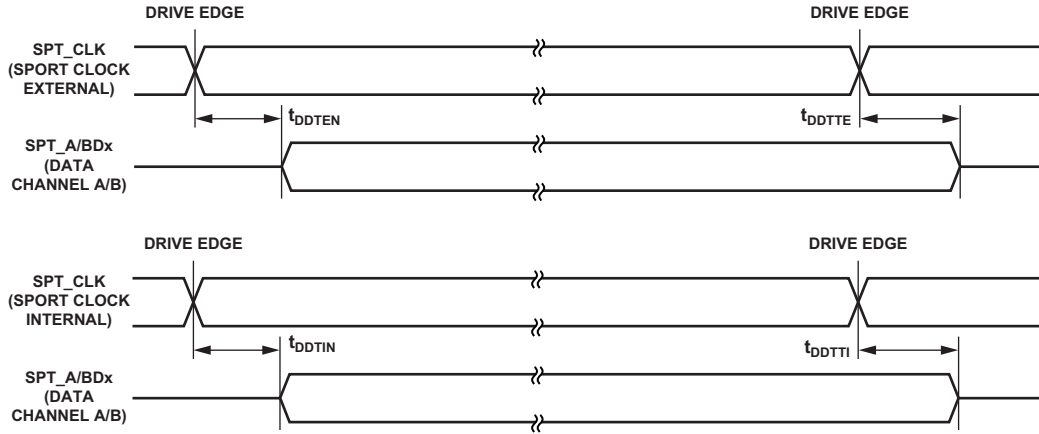 DRIVE EDGE DRIVE EDGE
SPT_CLK
(SPORT CLOCK
EXTERNAL)
tDDTEN tDDTTE
SPT_A/BDx
(DATA
CHANNEL A/B)
DRIVE EDGE DRIVE EDGE
SPT_CLK
(SPORT CLOCK
INTERNAL)
tDDTIN tDDTTI
SPT_A/BDx
(DATA
CHANNEL A/B)